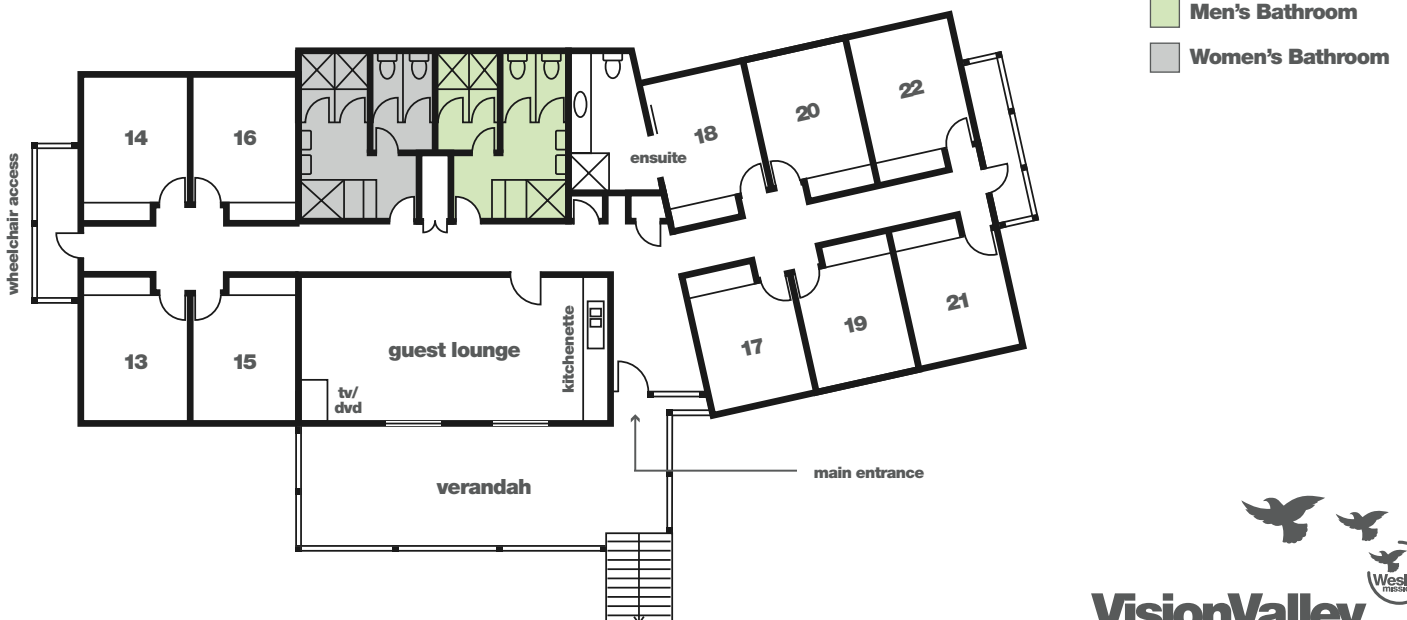 Men's Bathroom
Women's Bathroom
14
16
18
20
22
ensuite
wheelchair access
13
15
guest lounge
tv/
dvd
kitchenette
17
19
21
verandah
main entrance
VisionValley